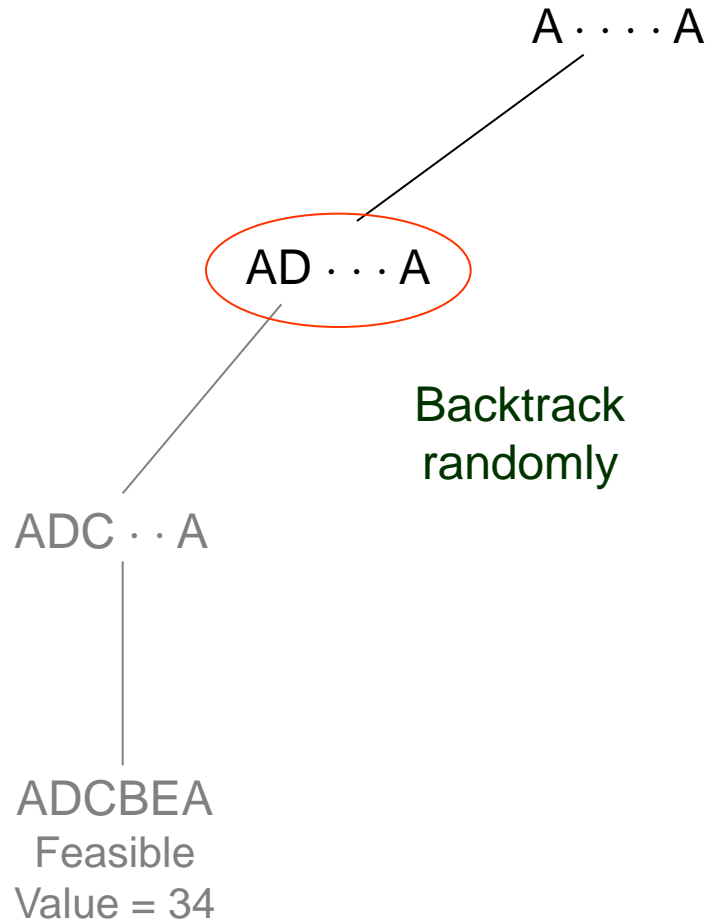 A · · · · A
AD · · · A
Backtrack
randomly
ADC · · A
ADCBEA
Feasible
Value = 34